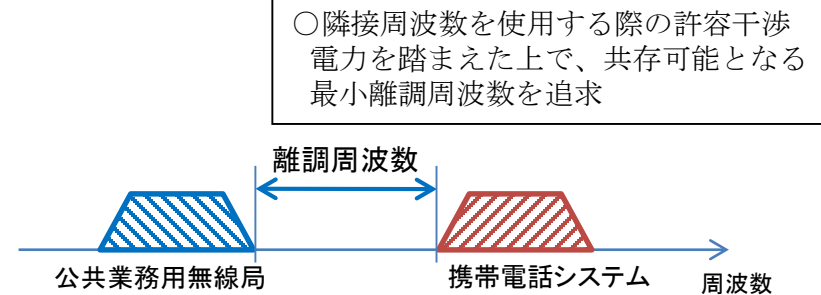 ○隣接周波数を使用する際の許容干渉
電力を踏まえた上で、共存可能となる
最小離調周波数を追求
離調周波数
公共業務用無線局
携帯電話システム
周波数